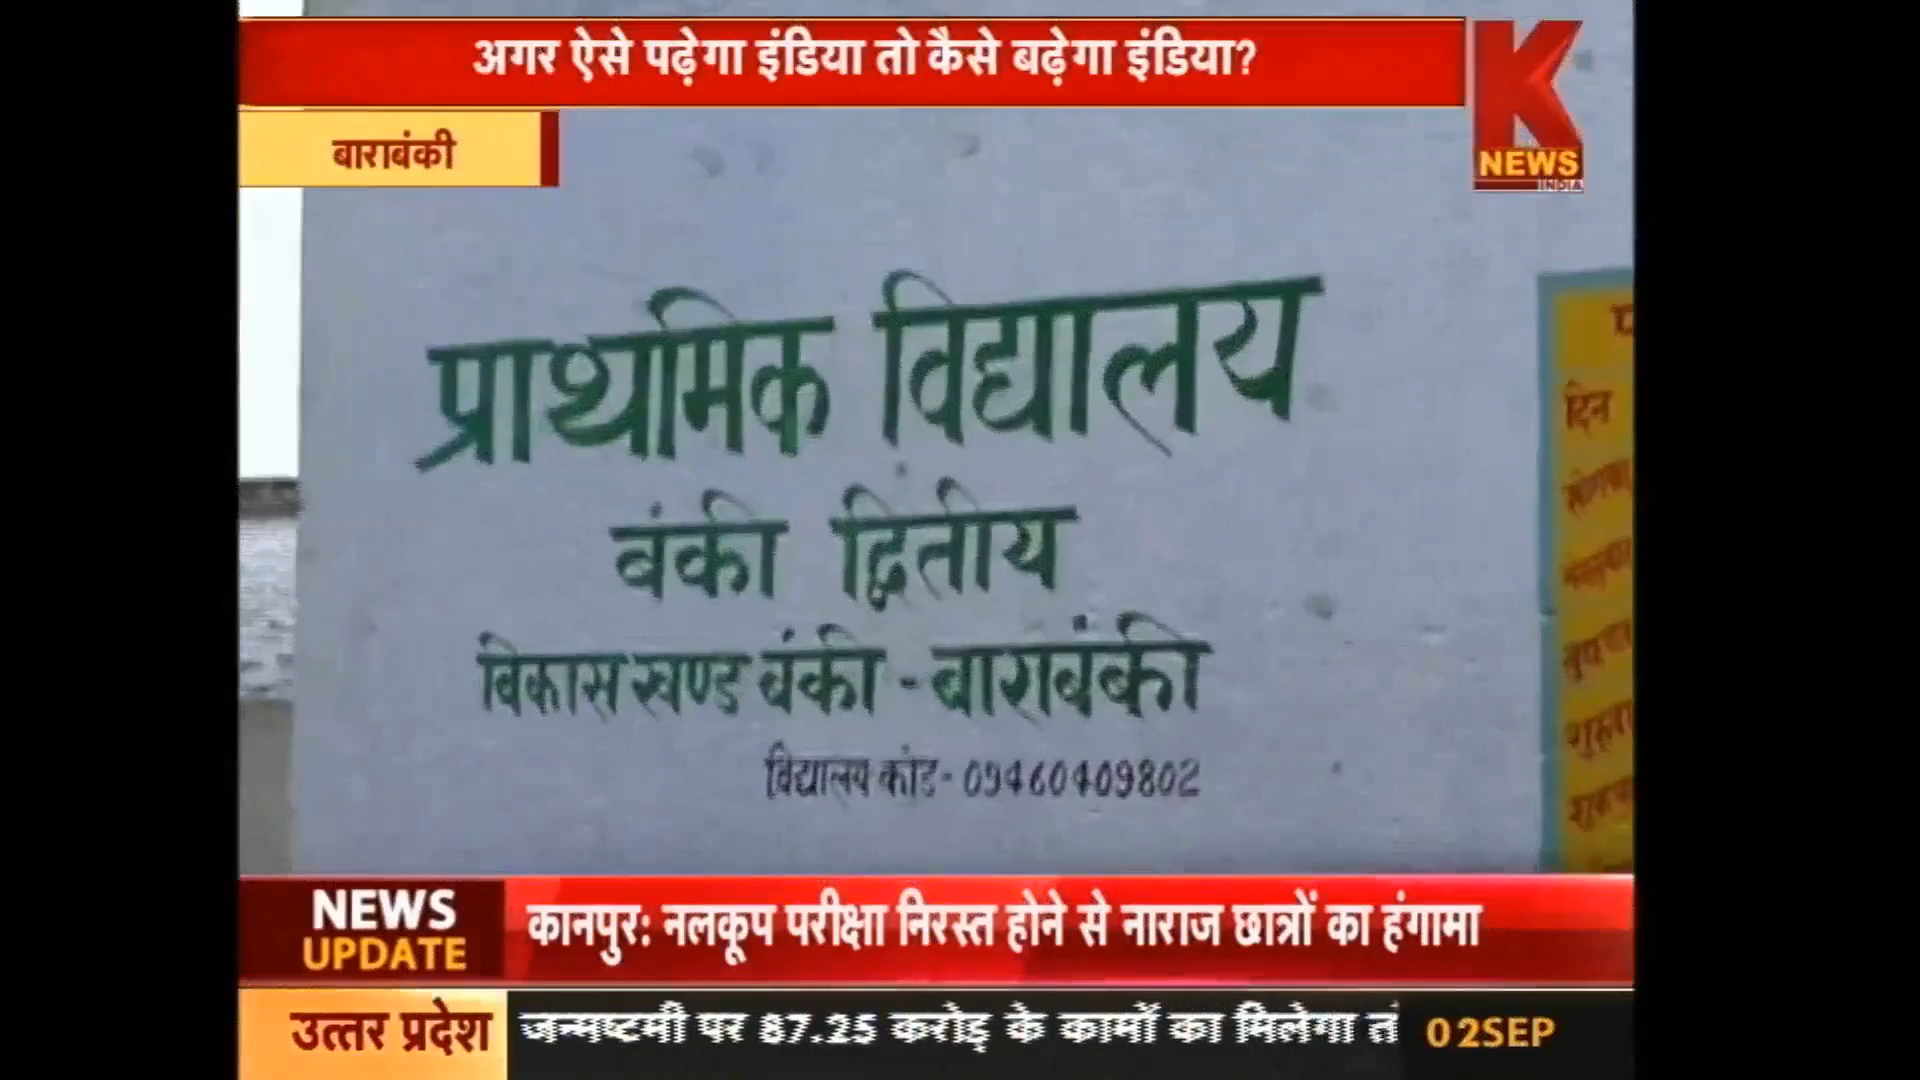 अगर ऐसे पढ़ेगा इंडिया तो कैसे बढ़ेगा इंडिया?
K
NEWS
INDIA
बाराबंकी
प्राथमिक विद्यालय
बंकी द्वितीय
विकास खण्ड बंकी - बाराबंकी
विद्यालय कोड - 09460409802
दिन
NEWS
UPDATE
कानपुर: नलकूप परीक्षा निरस्त होने से नाराज छात्रों का हंगामा
उत्तर प्रदेश
जन्मष्टमी पर 87.25 करोड़ के कामों का मिलेगा
02SEP